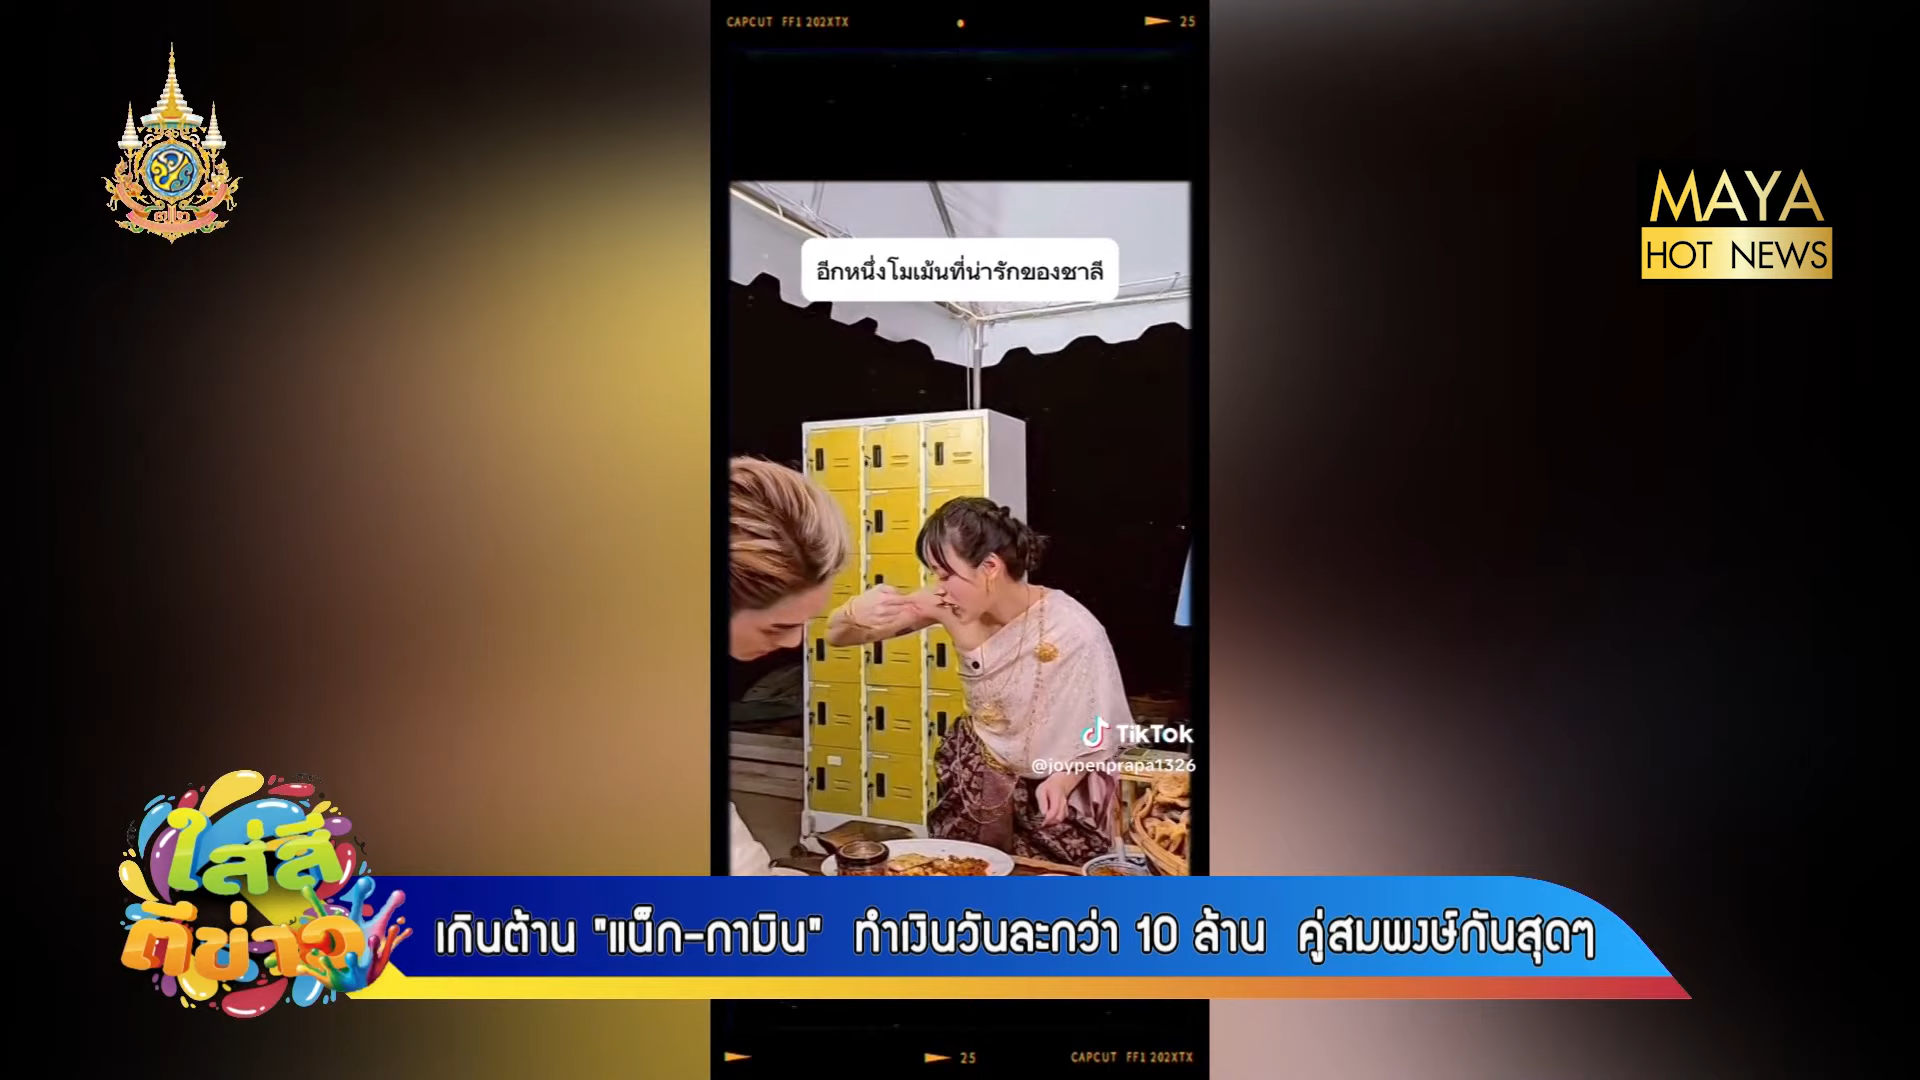 CAPCUT FF1 202XTX
25
MAYA
HOT NEWS
อีกหนึ่งโมเม้นที่น่ารักของชาลี
TikTok
@joypenprapa1326
ใส่สี
ตีข่าว
เกินต้าน "แน็ก-กามิน" ทำเงินวันละกว่า 10 ล้าน คู่สมพงษ์กันสุดๆ
25
CAPCUT FF1 202XTX